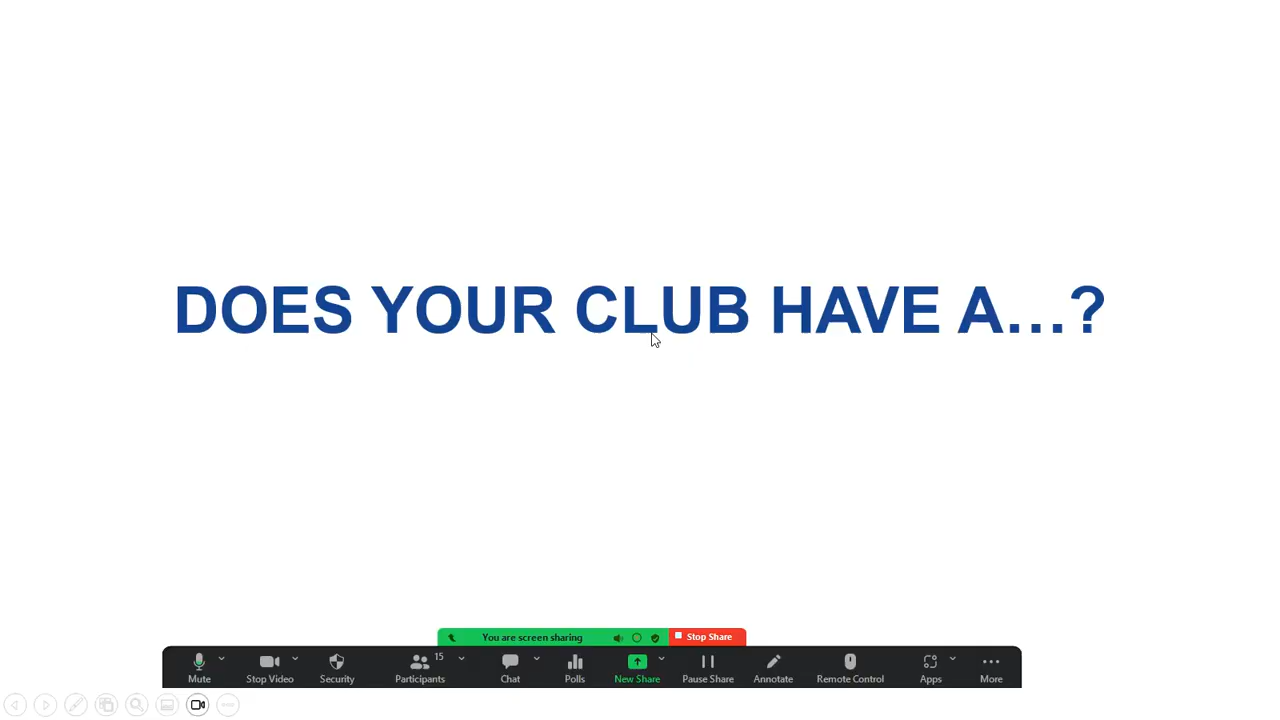 DOES YOUR CLUB HAVE A...?
You are screen sharing
Stop Share
Mute
Stop Video
Security
15
Participants
Chat
Polls
New Share
Pause Share
Annotate
Remote Control
Apps
More